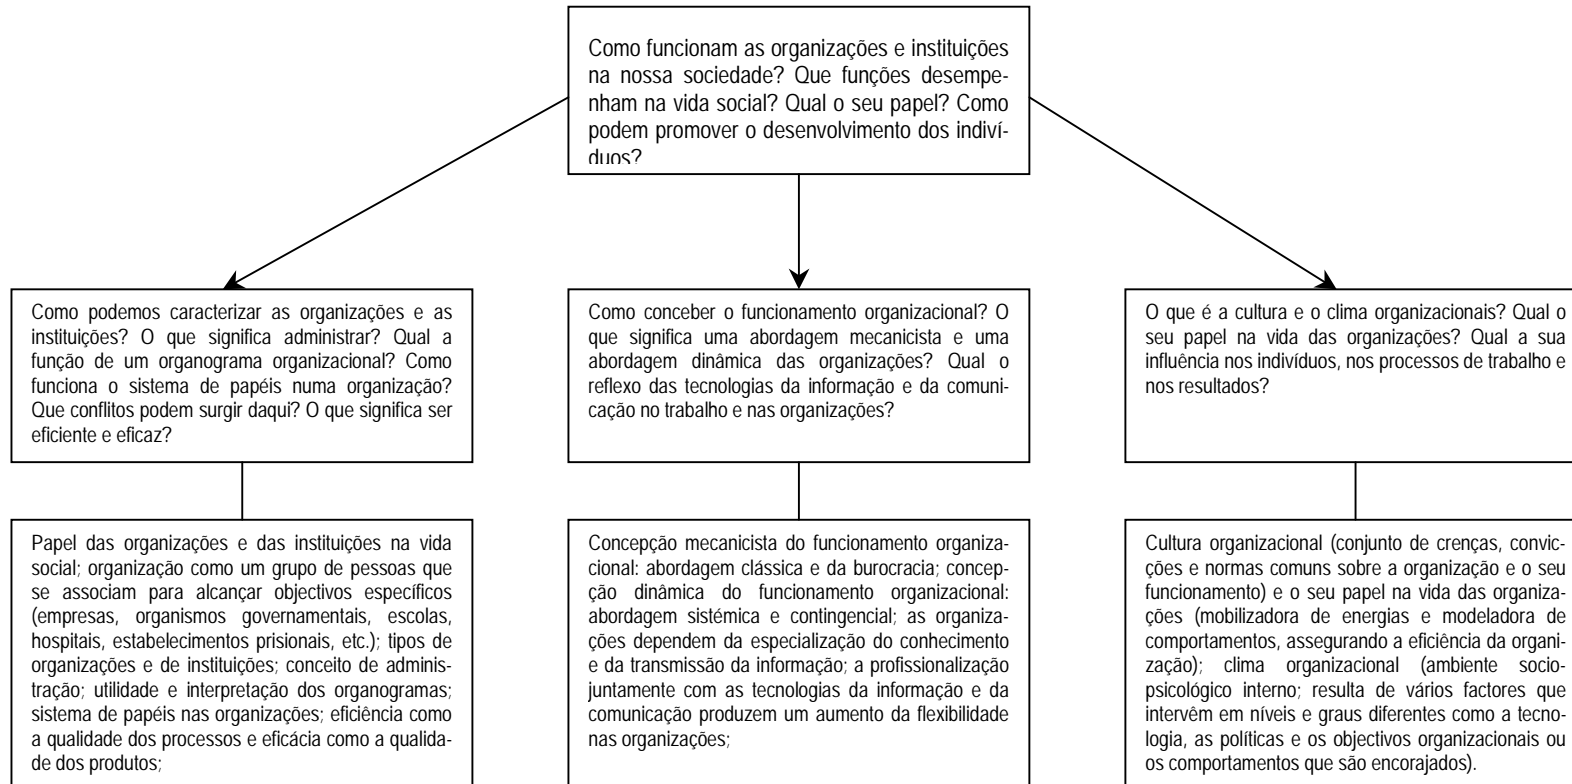 Como funcionam as organizações e instituições
na nossa sociedade? Que funções desempe-
nham na vida social? Qual o seu papel? Como
podem promover o desenvolvimento dos indiví-
duos?
Como podemos caracterizar as organizações e as
instituições? O que significa administrar? Qual a
função de um organograma organizacional? Como
funciona o sistema de papéis numa organização?
Que conflitos podem surgir daqui? O que significa ser
eficiente e eficaz?
Como conceber o funcionamento organizacional? O
que significa uma abordagem mecanicista e uma
abordagem dinâmica das organizações? Qual o
reflexo das tecnologias da informação e da comuni-
cação no trabalho e nas organizações?
O que é a cultura e o clima organizacionais? Qual o
seu papel na vida das organizações? Qual a sua
influência nos indivíduos, nos processos de trabalho e
nos resultados?
Papel das organizações e das instituições na vida
social; organização como um grupo de pessoas que
se associam para alcançar objectivos específicos
(empresas, organismos governamentais, escolas,
hospitais, estabelecimentos prisionais, etc.); tipos de
organizações e de instituições; conceito de adminis-
tração; utilidade e interpretação dos organogramas;
sistema de papéis nas organizações; eficiência como
a qualidade dos processos e eficácia como a qualida-
de dos produtos;
Concepção mecanicista do funcionamento organiza-
cional: abordagem clássica e da burocracia; concep-
ção dinâmica do funcionamento organizacional:
abordagem sistémica e contingencial; as organiza-
ções dependem da especialização do conhecimento
e da transmissão da informação; a profissionalização
juntamente com as tecnologias da informação e da
comunicação produzem um aumento da flexibilidade
nas organizações;
Cultura organizacional (conjunto de crenças, convic-
ções e normas comuns sobre a organização e o seu
funcionamento) e o seu papel na vida das organiza-
ções (mobilizadora de energias e modeladora de
comportamentos, assegurando a eficiência da organi-
zação); clima organizacional (ambiente socio-
psicológico interno; resulta de vários factores que
intervêm em níveis e graus diferentes como a tecno-
logia, as políticas e os objectivos organizacionais ou
os comportamentos que são encorajados).